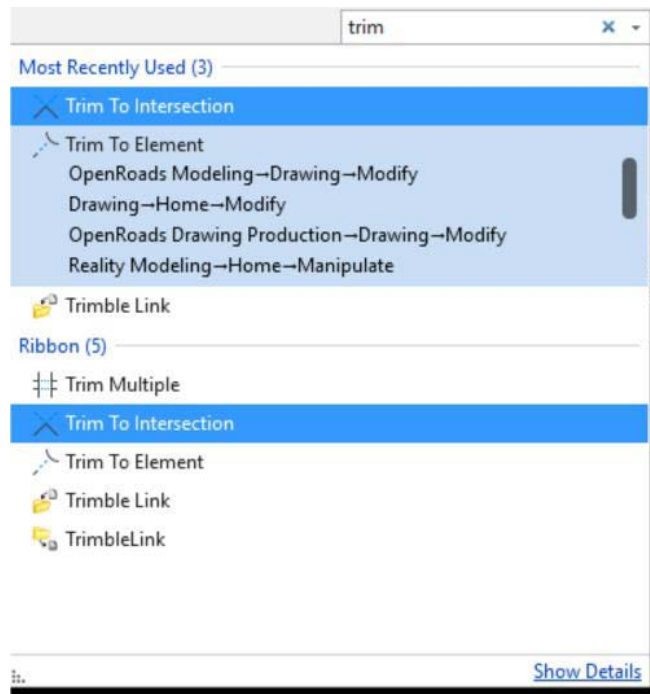 trim
Most Recently Used (3)
Trim To Intersection
Trim To Element
OpenRoads Modeling→Drawing→Modify
Drawing→Home→Modify
OpenRoads Drawing Production→Drawing→Modify
Reality Modeling→Home→Manipulate
Trimble Link
Ribbon (5)
Trim Multiple
Trim To Intersection
Trim To Element
Trimble Link
TrimbleLink
Show Details